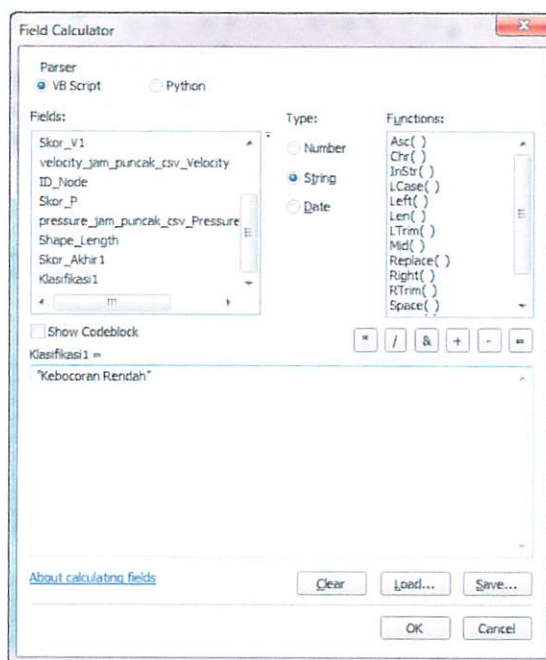 Field Calculator
Parser
VB Script
Python
Fields:
Skor_V1
velocity_jam_puncak_csv_Velocity
ID_Node
Skor_P
pressure_jam_puncak_csv_Pressure
Shape_Length
Skor_Akhir1
Klasifikasi1
Type:
Number
String
Date
Functions:
Asc( )
Chr( )
InStr( )
LCase( )
Left( )
Len( )
LTrim( )
Mid( )
Replace( )
Right( )
RTrim( )
Space( )
Show Codeblock
* / & + - =
Klasifikasi1 =
"Kebocoran Rendah"
About calculating fields
Clear
Load...
Save...
OK
Cancel